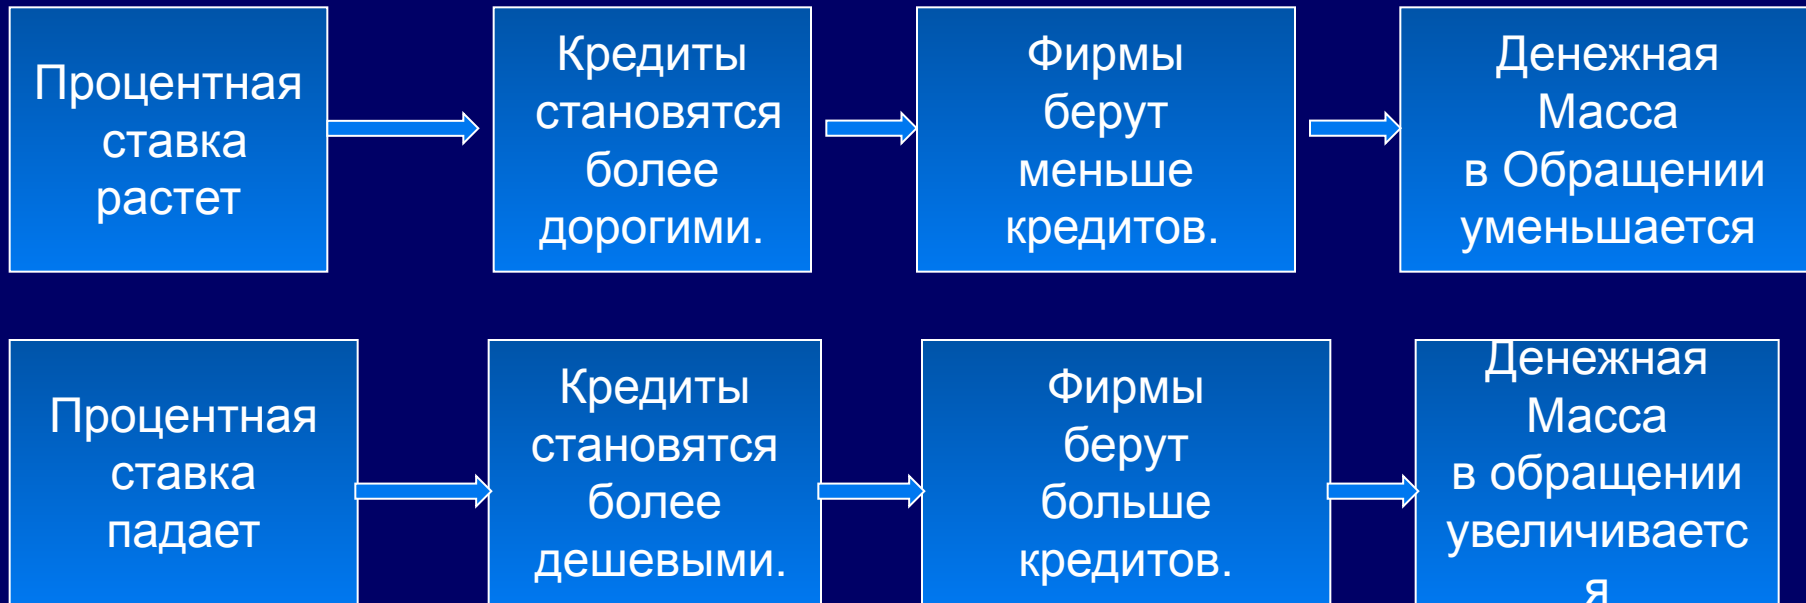 Процентная
ставка
растет
Кредиты
становятся
более
дорогими.
Фирмы
берут
меньше
кредитов.
Денежная
Масса
в Обращении
уменьшается
Процентная
ставка
падает
Кредиты
становятся
более
дешевыми.
Фирмы
берут
больше
кредитов.
Денежная
Масса
в обращении
увеличиваетс
я